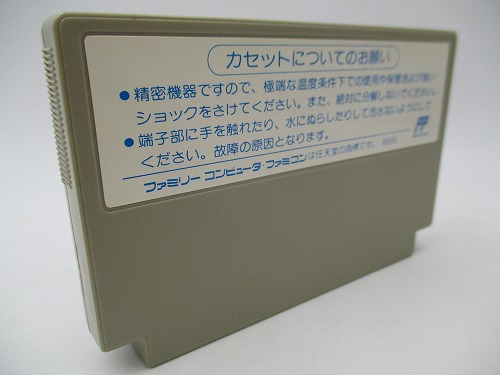 カセットについてのお願い
●精密機器ですので、極端な温度条件下での使用や保管および強い
ショックをさけてください。また、絶対に分解しないでください。
●端子部に手を触れたり、水にぬらしたりして汚さないようにして
ください。故障の原因となります。
ファミリーコンピュータ・ファミコンは任天堂の商標です。
FF